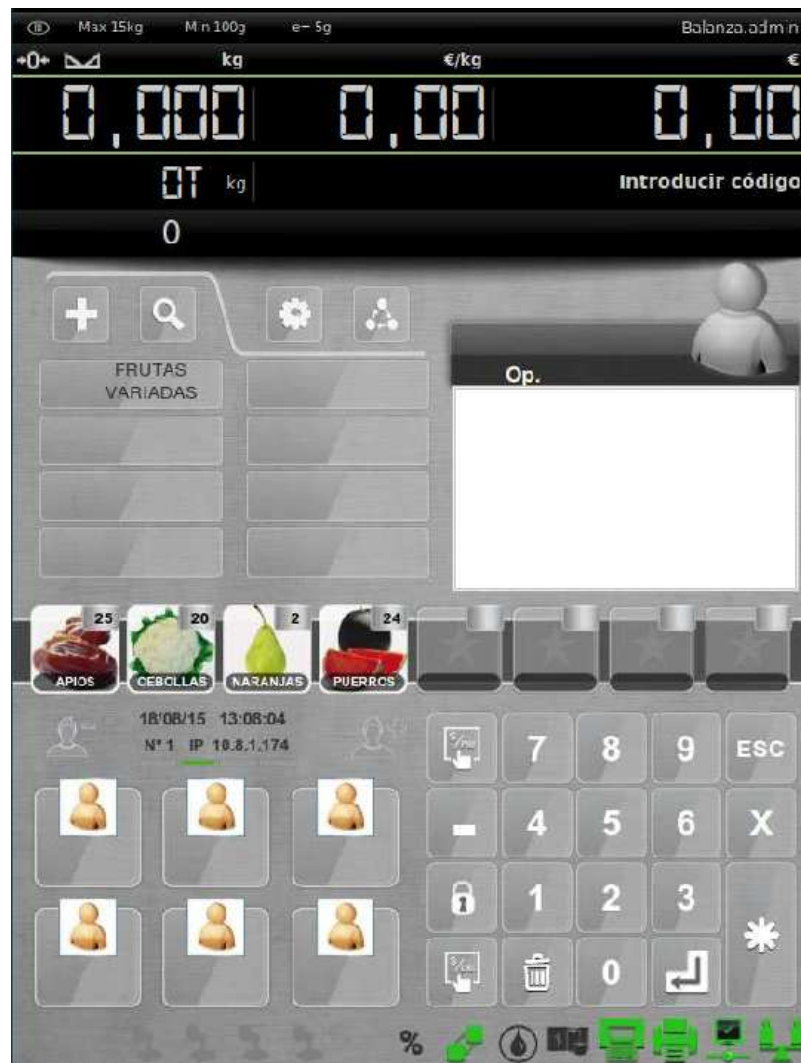 Max 15kg Min 100g e= 5g Balanza.admin
→0← kg €/kg €
0,000 0,00 0,00
0T kg Introducir código
0
FRUTAS
VARIADAS
Op.
25 20 2 24
APIOS CEBOLLAS NARANJAS PUERROS
18/08/15 13:08:04
N° 1 IP 10.8.1.174
7 8 9 ESC
- 4 5 6 X
1 2 3
0
%